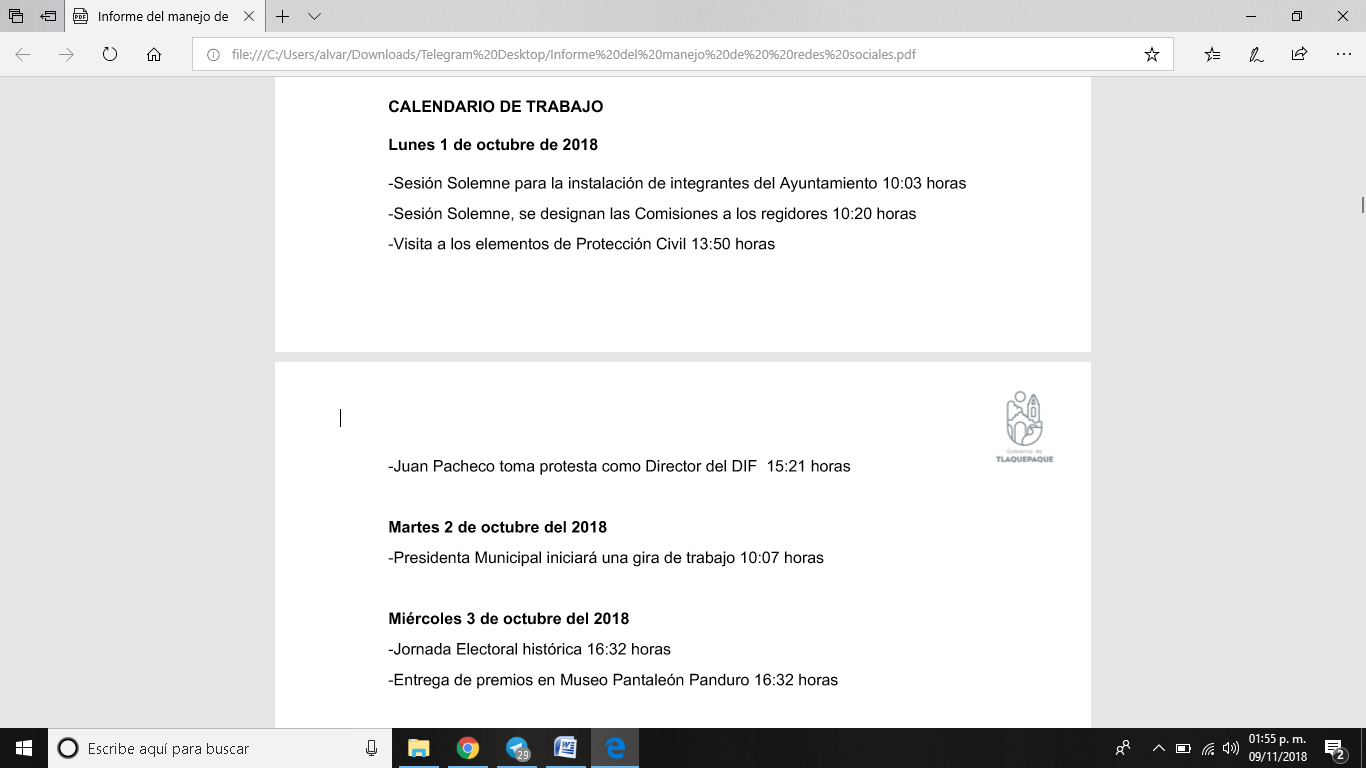 Informe del manejo de
file:///C:/Users/alvar/Downloads/Telegram%20Desktop/Informe%20del%20manejo%20de%20%20redes%20sociales.pdf
CALENDARIO DE TRABAJO
Lunes 1 de octubre de 2018
-Sesión Solemne para la instalación de integrantes del Ayuntamiento 10:03 horas
-Sesión Solemne, se designan las Comisiones a los regidores 10:20 horas
-Visita a los elementos de Protección Civil 13:50 horas
Gobierno de
TLAQUEPAQUE
-Juan Pacheco toma protesta como Director del DIF  15:21 horas
Martes 2 de octubre del 2018
-Presidenta Municipal iniciará una gira de trabajo 10:07 horas
Miércoles 3 de octubre del 2018
-Jornada Electoral histórica 16:32 horas
-Entrega de premios en Museo Pantaleón Panduro 16:32 horas
Escribe aquí para buscar
29
01:55 p. m.
09/11/2018
2